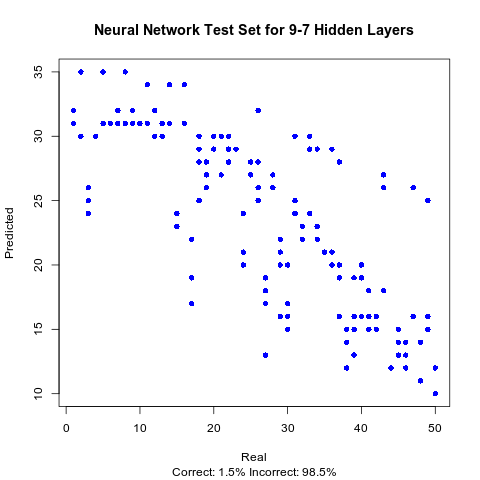 Neural Network Test Set for 9-7 Hidden Layers
Predicted
35
30
25
20
15
10
0 10 20 30 40 50
Real
Correct: 1.5% Incorrect: 98.5%